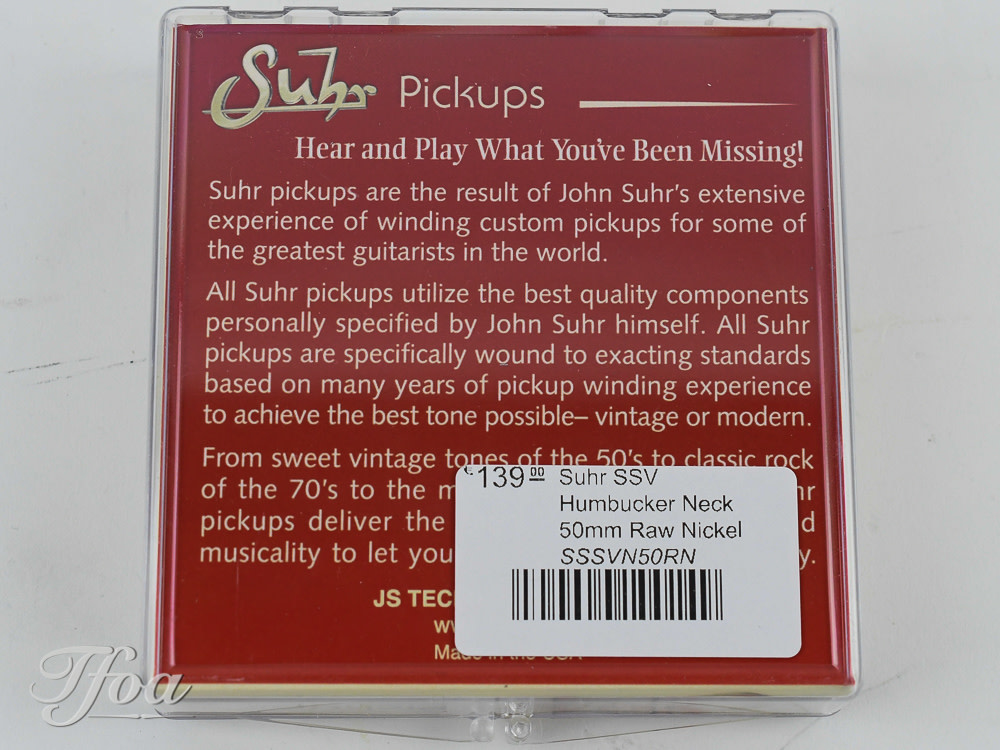 Suhr Pickups
Hear and Play What You've Been Missing!
Suhr pickups are the result of John Suhr's extensive
experience of winding custom pickups for some of
the greatest guitarists in the world.
All Suhr pickups utilize the best quality components
personally specified by John Suhr himself. All Suhr
pickups are specifically wound to exacting standards
based on many years of pickup winding experience
to achieve the best tone possible– vintage or modern.
From sweet vintage tones of the 50's to classic rock
of the 70's to the
pickups deliver the
musicality to let you
JS
Made in the USA
€139.00 Suhr SSV
Humbucker Neck
50mm Raw Nickel
SSSVN50RN
Tfoa